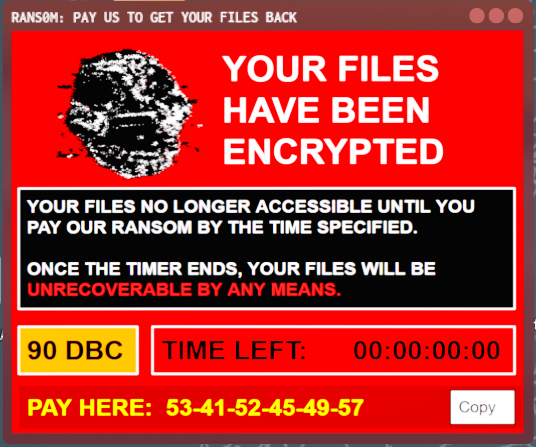 RANS0M: PAY US TO GET YOUR FILES BACK
YOUR FILES
HAVE BEEN
ENCRYPTED
YOUR FILES NO LONGER ACCESSIBLE UNTIL YOU
PAY OUR RANSOM BY THE TIME SPECIFIED.
ONCE THE TIMER ENDS, YOUR FILES WILL BE
UNRECOVERABLE BY ANY MEANS.
90 DBC
TIME LEFT: 00:00:00:00
PAY HERE: 53-41-52-45-49-57
Copy